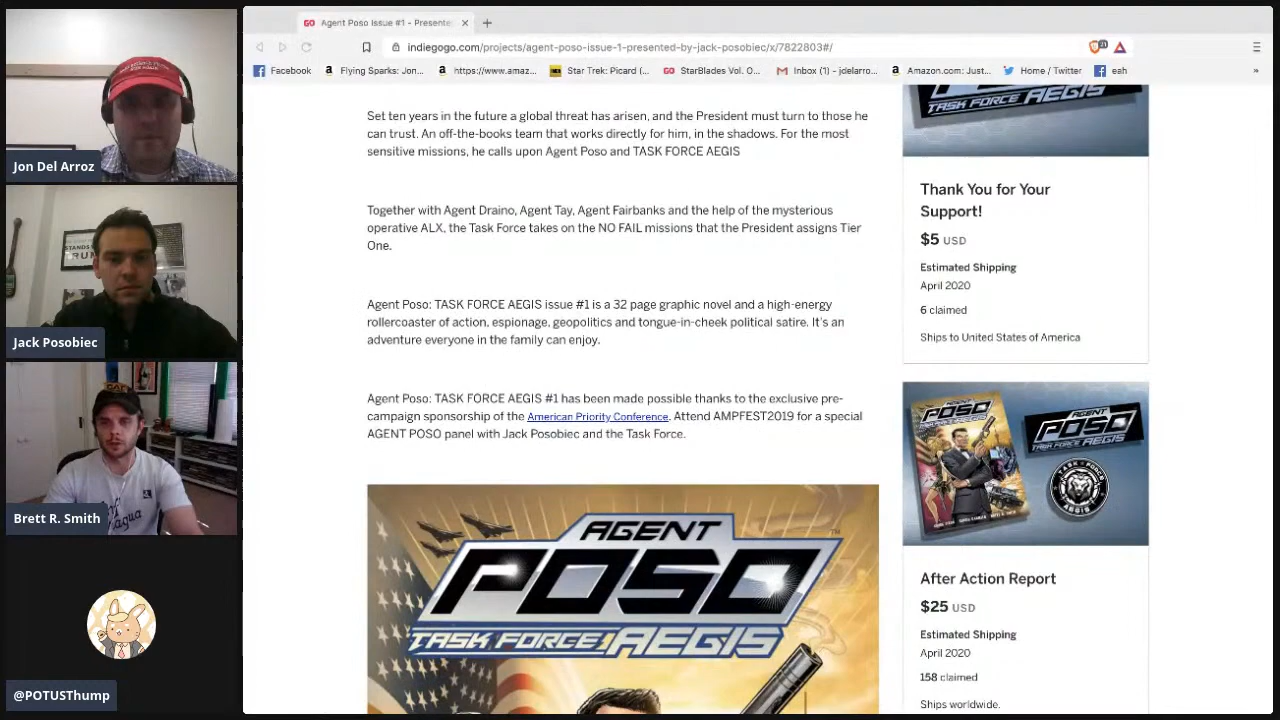 Agent Poso Issue #1 - Presente
indiegogo.com/projects/agent-poso-issue-1-presented-by-jack-posobiec/x/7822803#/
Facebook
Flying Sparks: Jon...
https://www.amaz...
Star Trek: Picard (...
StarBlades Vol. O...
Inbox (1) - jdelarro...
Amazon.com: Just...
Home / Twitter
eah
»
Jon Del Arroz
STANDS
Jack Posobiec
Brett R. Smith
@POTUSThump
Set ten years in the future a global threat has arisen, and the President must turn to those he
can trust. An off-the-books team that works directly for him, in the shadows. For the most
sensitive missions, he calls upon Agent Poso and TASK FORCE AEGIS
Together with Agent Draino, Agent Tay, Agent Fairbanks and the help of the mysterious
operative ALX, the Task Force takes on the NO FAIL missions that the President assigns Tier
One.
Agent Poso: TASK FORCE AEGIS issue #1 is a 32 page graphic novel and a high-energy
rollercoaster of action, espionage, geopolitics and tongue-in-cheek political satire. It's an
adventure everyone in the family can enjoy.
Agent Poso: TASK FORCE AEGIS #1 has been made possible thanks to the exclusive pre-
campaign sponsorship of the American Priority Conference. Attend AMPFEST2019 for a special
AGENT POSO panel with Jack Posobiec and the Task Force.
AGENT
POSO
TASK FORCE AEGIS
TASK FORCE AEGIS
Thank You for Your
Support!
$5 USD
Estimated Shipping
April 2020
6 claimed
Ships to United States of America
AGENT
POSO
AGENT
POSO
TASK FORCE AEGIS
TASK FORCE
AEGIS
After Action Report
$25 USD
Estimated Shipping
April 2020
158 claimed
Ships worldwide.